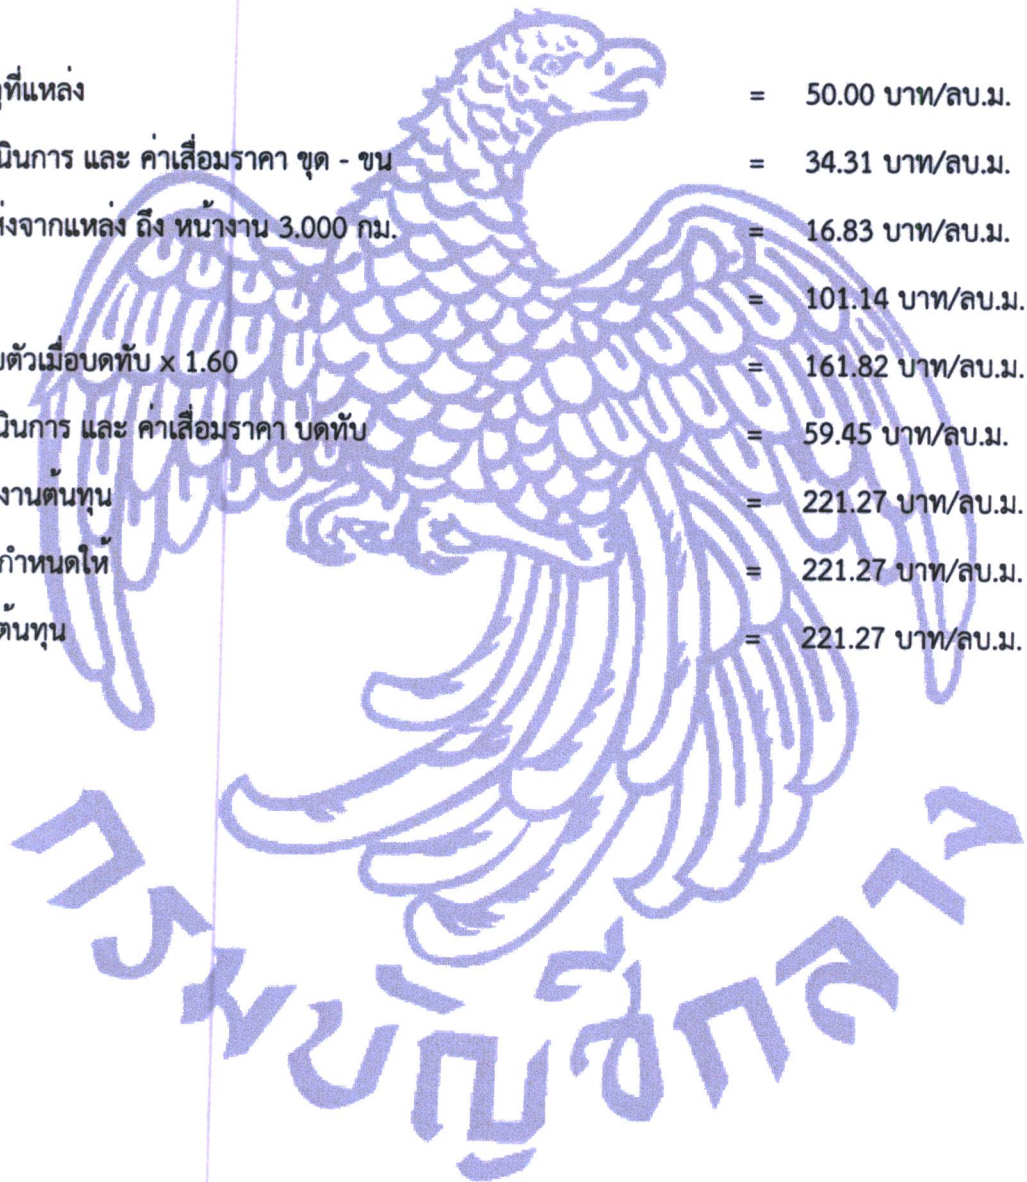 ที่แหล่ง = 50.00 บาท/ลบ.ม.
นินการ และ ค่าเสื่อมราคา ขุด - ขน = 34.31 บาท/ลบ.ม.
ส่งจากแหล่ง ถึง หน้างาน 3.000 กม. = 16.83 บาท/ลบ.ม.
= 101.14 บาท/ลบ.ม.
ตัวเมื่อบดทับ x 1.60 = 161.82 บาท/ลบ.ม.
นินการ และ ค่าเสื่อมราคา บดทับ = 59.45 บาท/ลบ.ม.
งานต้นทุน = 221.27 บาท/ลบ.ม.
กำหนดให้ = 221.27 บาท/ลบ.ม.
ต้นทุน = 221.27 บาท/ลบ.ม.
กรมบัญชีกลาง